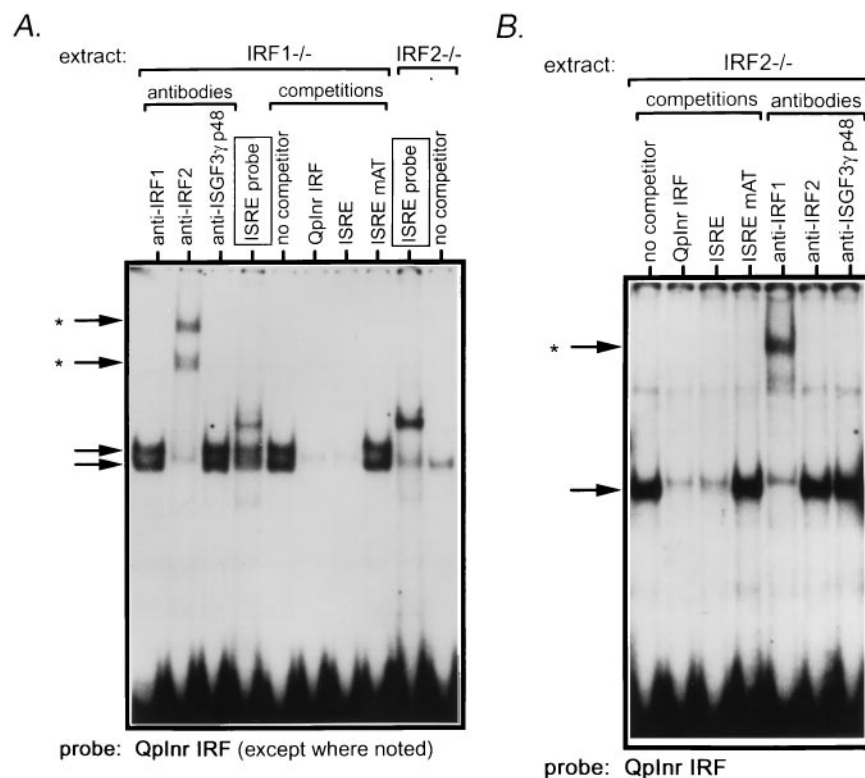 A.
extract:
IRF1-/-
IRF2-/-
antibodies
competitions
anti-IRF1
anti-IRF2
anti-ISGF3γ p48
ISRE probe
no competitor
QpInr IRF
ISRE
ISRE mAT
ISRE probe
no competitor
*
*
probe: QpInr IRF (except where noted)
B.
extract:
IRF2-/-
competitions
antibodies
no competitor
QpInr IRF
ISRE
ISRE mAT
anti-IRF1
anti-IRF2
anti-ISGF3γ p48
*
probe: QpInr IRF